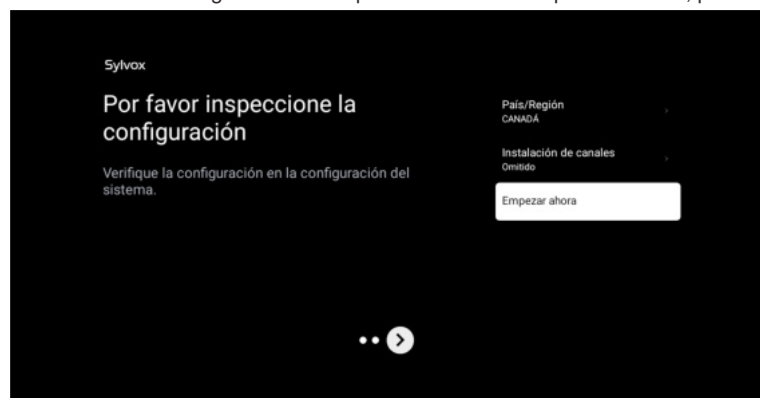 Sylvox
Por favor inspeccione la
configuración
Verifique la configuración en la configuración del
sistema.
País/Región
CANADÁ
Instalación de canales
Omitido
Empezar ahora